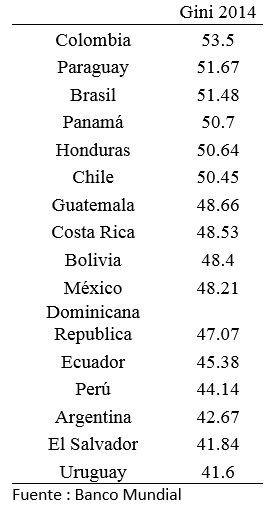 Gini 2014
Colombia 53.5
Paraguay 51.67
Brasil 51.48
Panamá 50.7
Honduras 50.64
Chile 50.45
Guatemala 48.66
Costa Rica 48.53
Bolivia 48.4
México 48.21
Dominicana
Republica 47.07
Ecuador 45.38
Perú 44.14
Argentina 42.67
El Salvador 41.84
Uruguay 41.6
Fuente : Banco Mundial